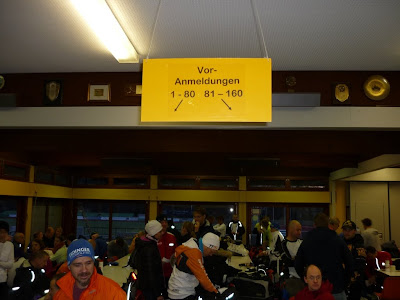 Vor-
Anmeldungen
1 - 80 81 – 160